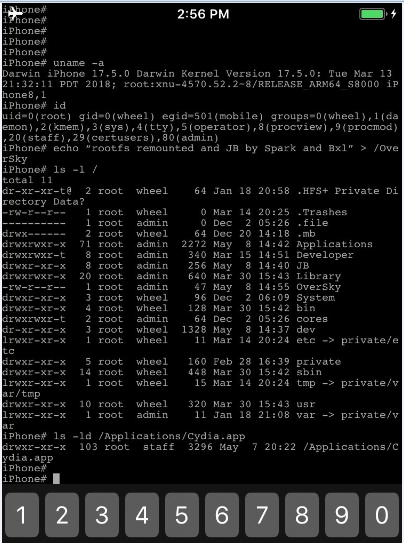 iPhone#
2:56 PM
iPhone#
iPhone#
iPhone#
iPhone#
iPhone# uname -a
Darwin iPhone 17.5.0 Darwin Kernel Version 17.5.0: Tue Mar 13
21:32:11 PDT 2018; root:xnu-4570.52.2~8/RELEASE_ARM64_S8000 iP
hone8,1
iPhone# id
uid=0(root) gid=0(wheel) egid=501(mobile) groups=0(wheel),1(da
emon),2(kmem),3(sys),4(tty),5(operator),8(procview),9(procmod)
,20(staff),29(certusers),80(admin)
iPhone# echo “rootfs remounted and JB by Spark and Bxl” > /Ove
rSky
iPhone# ls -l /
total 11
dr-xr-xr-t@ 2 root wheel 64 Jan 18 20:58 .HFS+ Private Di
rectory Data?
-rw-r--r-- 1 root admin 0 Mar 14 20:25 .Trashes
---------- 1 root admin 0 Dec 2 05:26 .file
drwx------ 2 root wheel 64 Dec 20 14:18 .mb
drwxrwxr-x 71 root admin 2272 May 8 14:42 Applications
drwxrwxr-t 8 root admin 340 Mar 15 14:51 Developer
drwxr-xr-x 8 root admin 256 May 8 14:40 JB
drwxrwxr-x 20 root admin 640 Mar 30 15:43 Library
-rw-r--r-- 1 root admin 47 May 8 14:55 OverSky
drwxr-xr-x 3 root wheel 96 Dec 2 06:09 System
drwxr-xr-x 4 root wheel 128 Mar 30 15:42 bin
drwxrwxr-t 2 root admin 64 Dec 2 05:26 cores
dr-xr-xr-x 3 root wheel 1328 May 8 14:37 dev
lrwxr-xr-x 1 root wheel 11 Mar 14 20:24 etc -> private/e
tc
drwxr-xr-x 5 root wheel 160 Feb 28 16:39 private
drwxr-xr-x 14 root wheel 448 Mar 30 15:42 sbin
lrwxr-xr-x 1 root wheel 15 Mar 14 20:24 tmp -> private/v
ar/tmp
drwxr-xr-x 10 root wheel 320 Mar 30 15:43 usr
lrwxr-xr-x 1 root admin 11 Jan 18 21:08 var -> private/v
ar
iPhone# ls -ld /Applications/Cydia.app
drwxr-xr-x 103 root staff 3296 May 7 20:22 /Applications/C
ydia.app
iPhone#
iPhone#
1 2 3 4 5 6 7 8 9 0